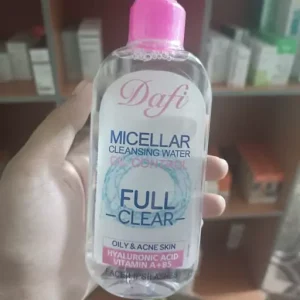 Dafi
MICELLAR
CLEANSING WATER
FULL
CLEAR
OILY & ACNE SKIN
HYALURONIC ACID
VITAMIN A+B5